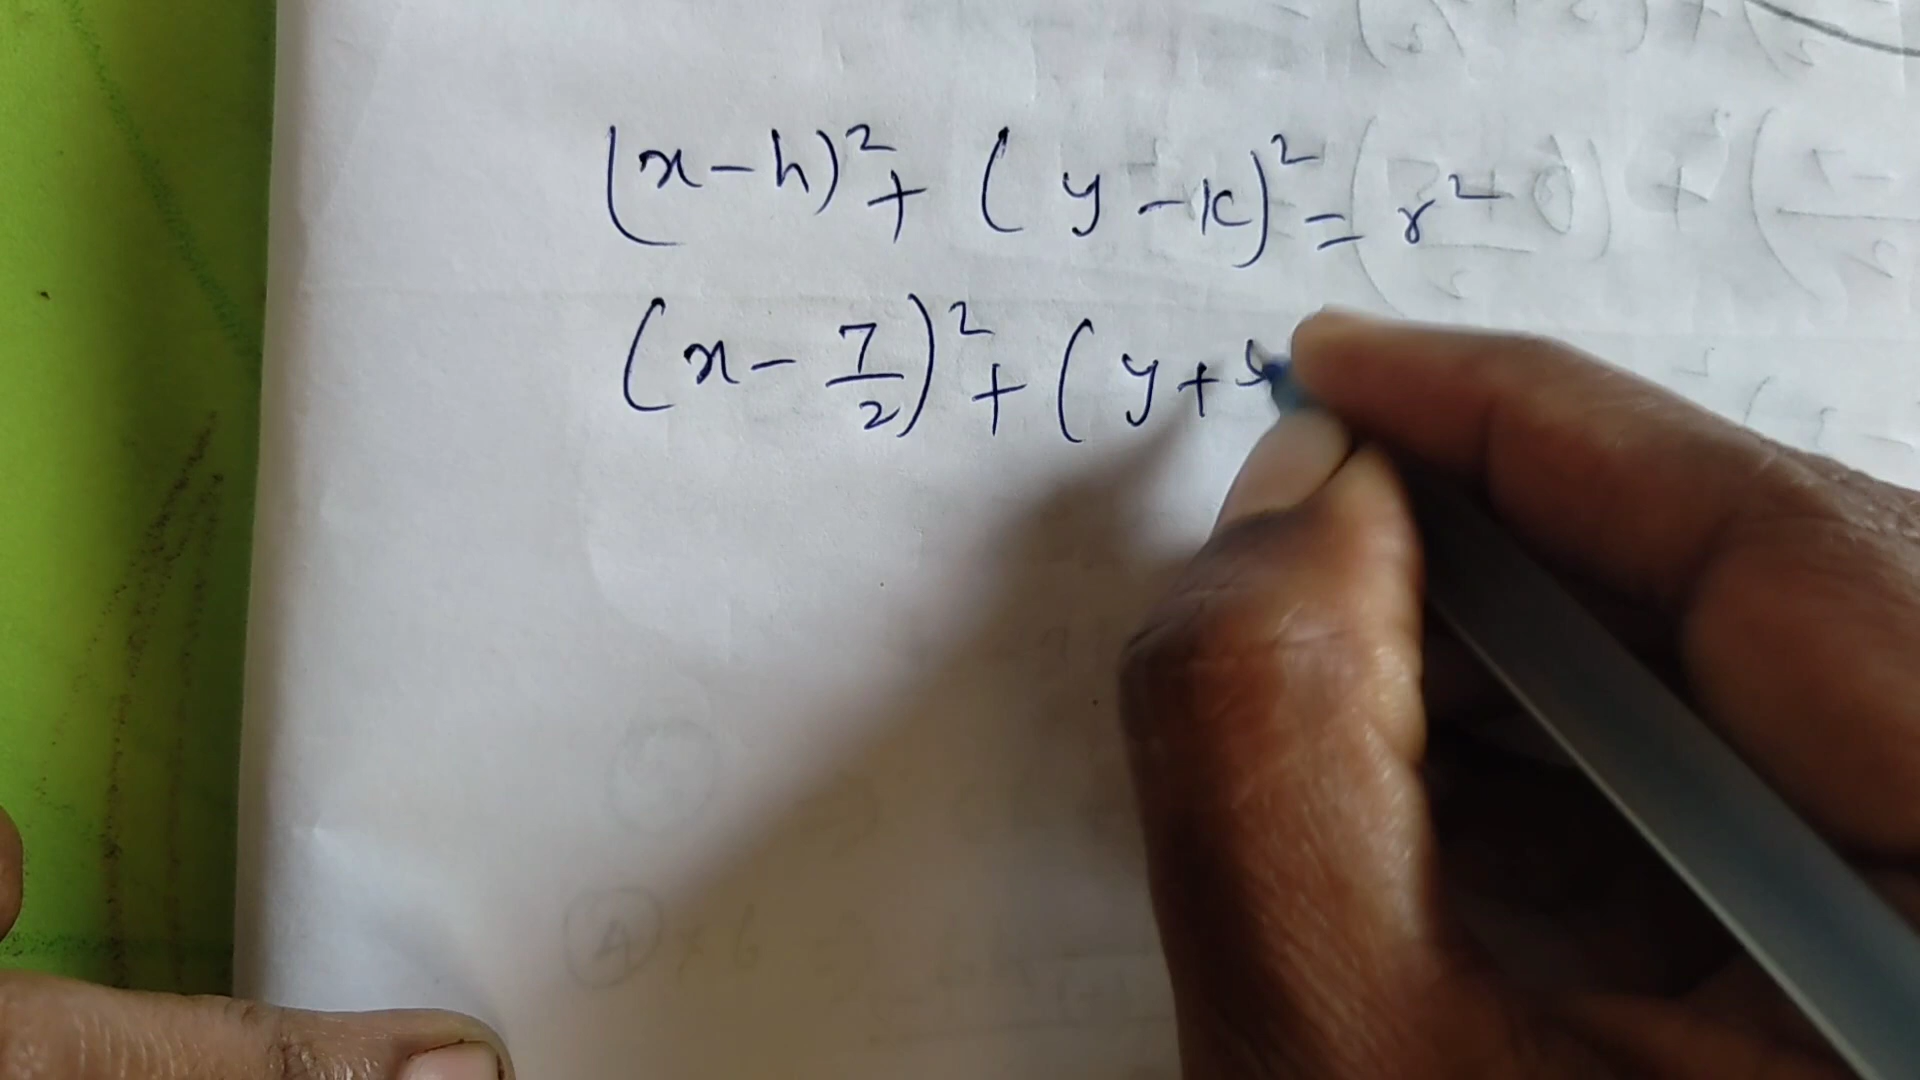 (x-h)² + (y-k)² = r²
(x - 7/2)² + (y +